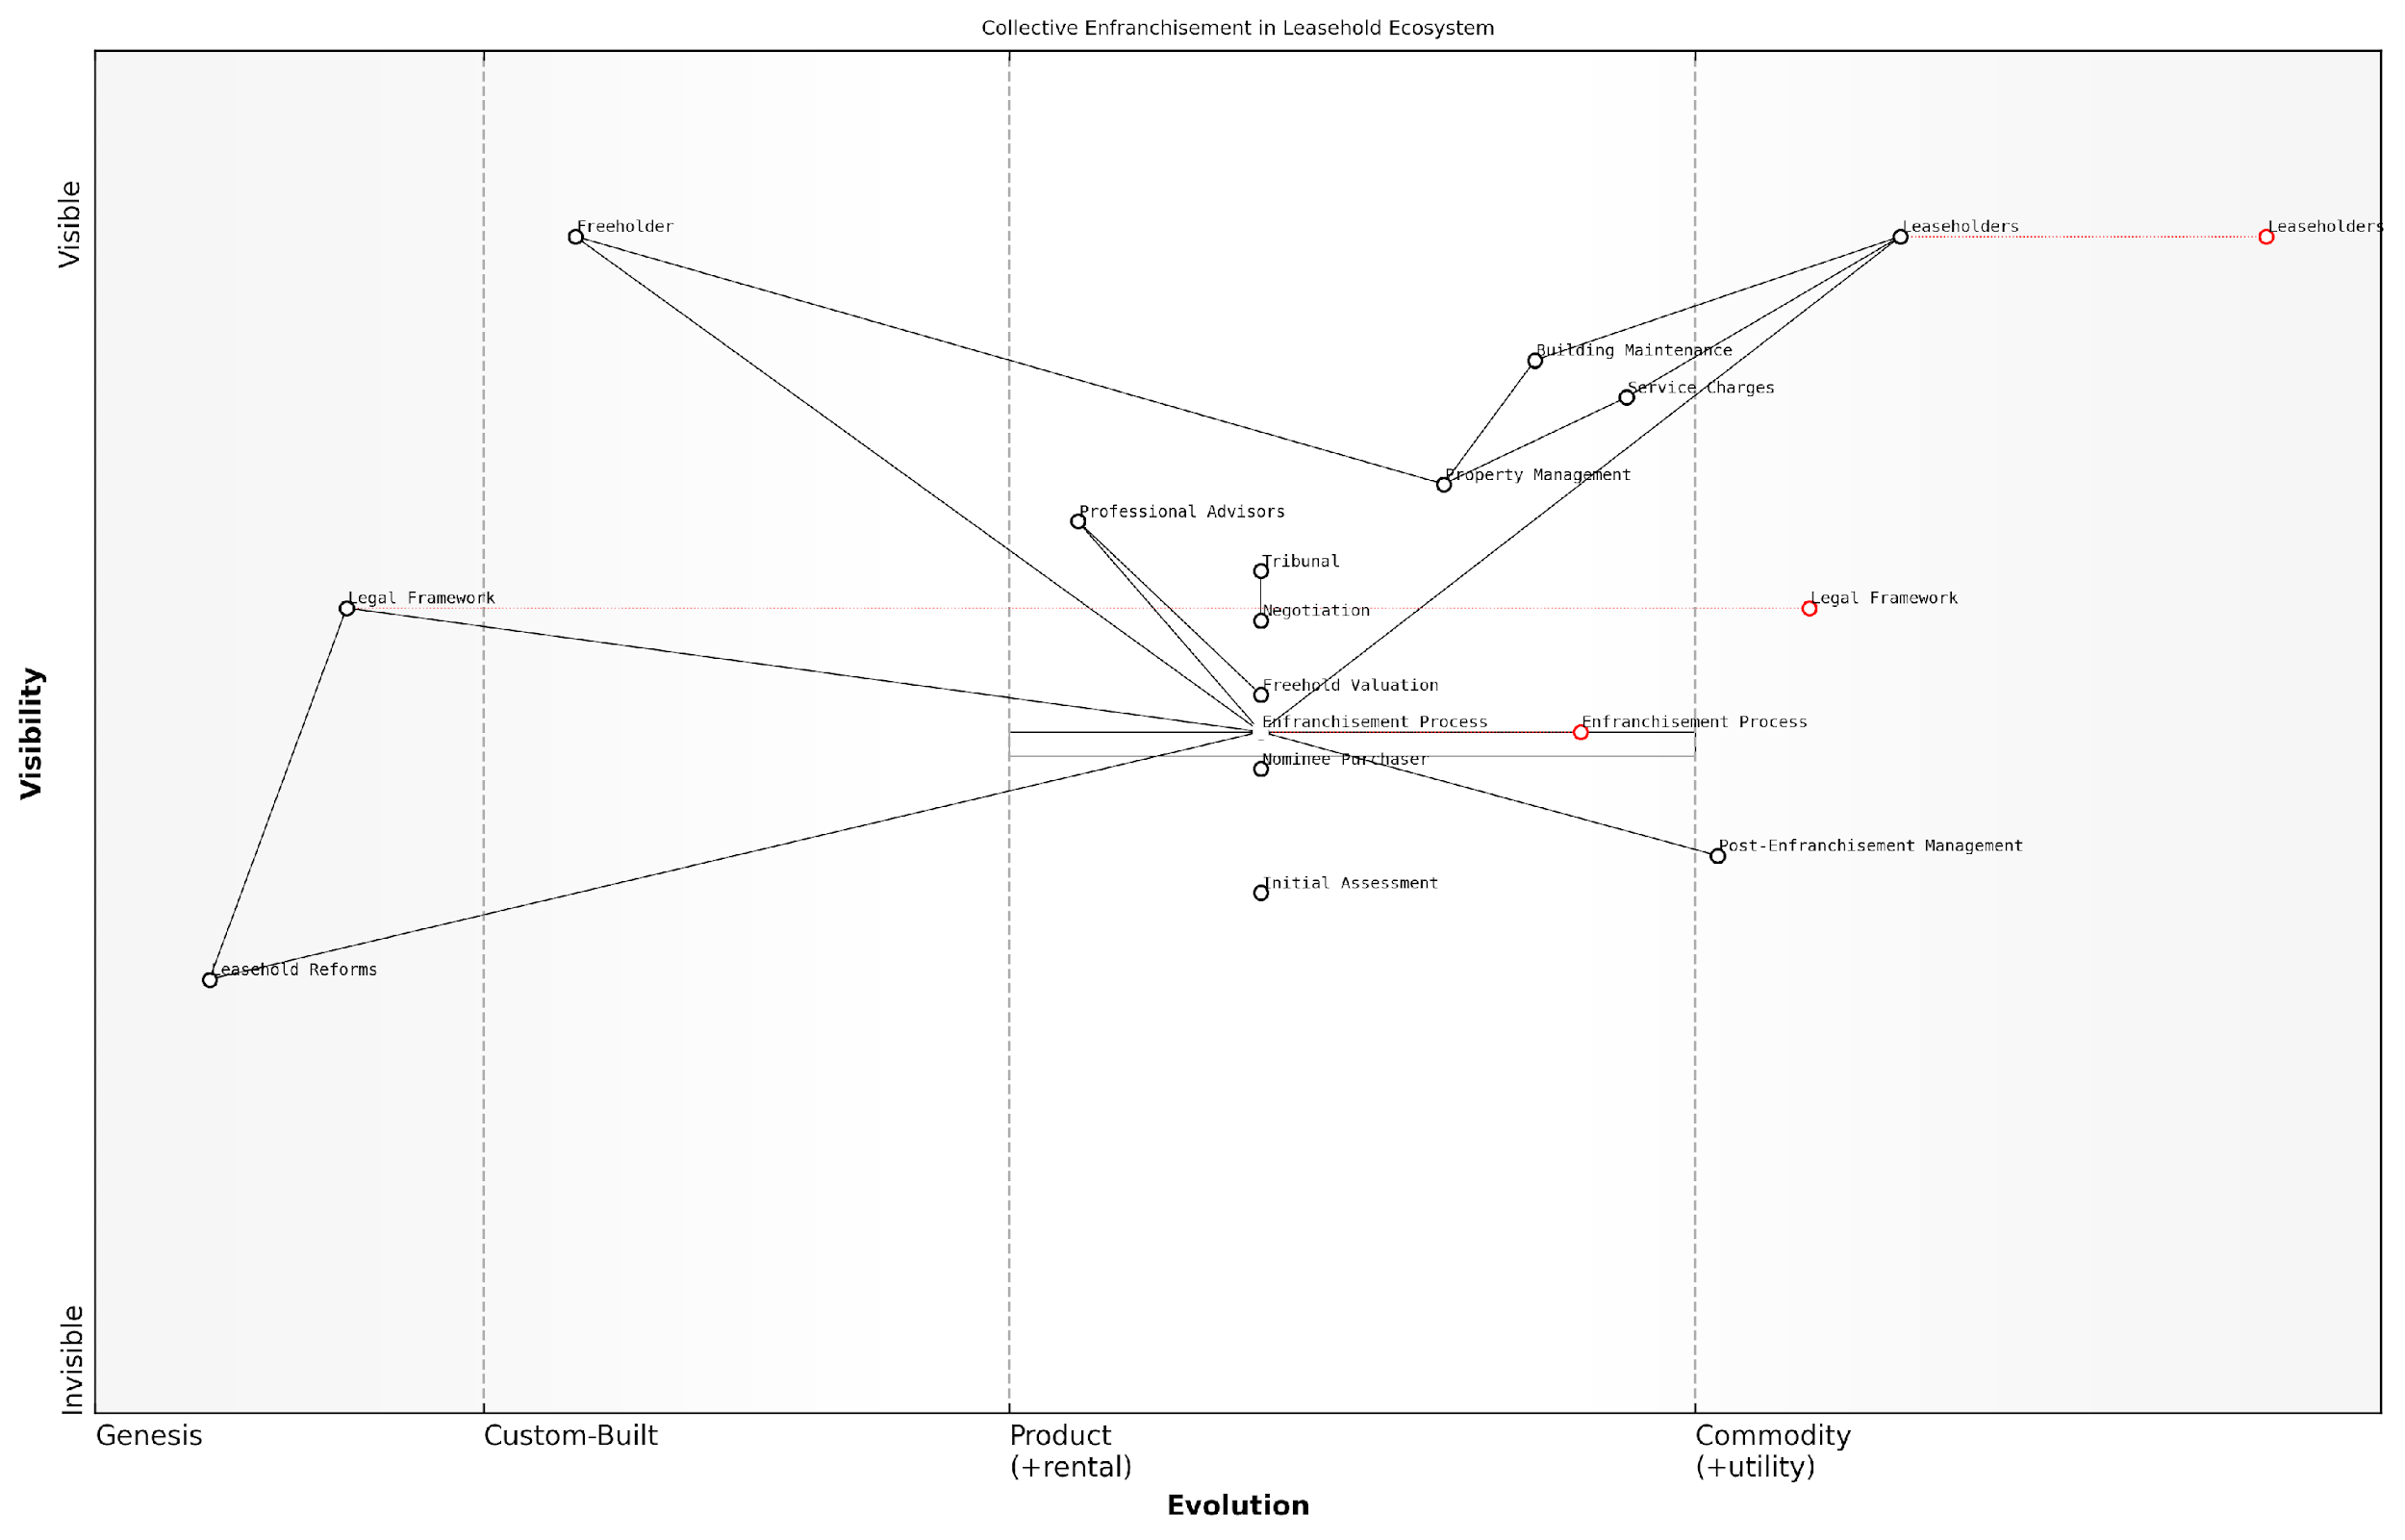 Collective Enfranchisement in Leasehold Ecosystem
Visible
Freeholder
Leaseholders
Leaseholders
Building Maintenance
Service Charges
Property Management
Professional Advisors
Tribunal
Legal Framework
Legal Framework
Negotiation
Freehold Valuation
Enfranchisement Process
Enfranchisement Process
Visibility
Nominee Purchaser
Post-Enfranchisement Management
Initial Assessment
Leasehold Reforms
Invisible
Genesis
Custom-Built
Product
(+rental)
Commodity
(+utility)
Evolution